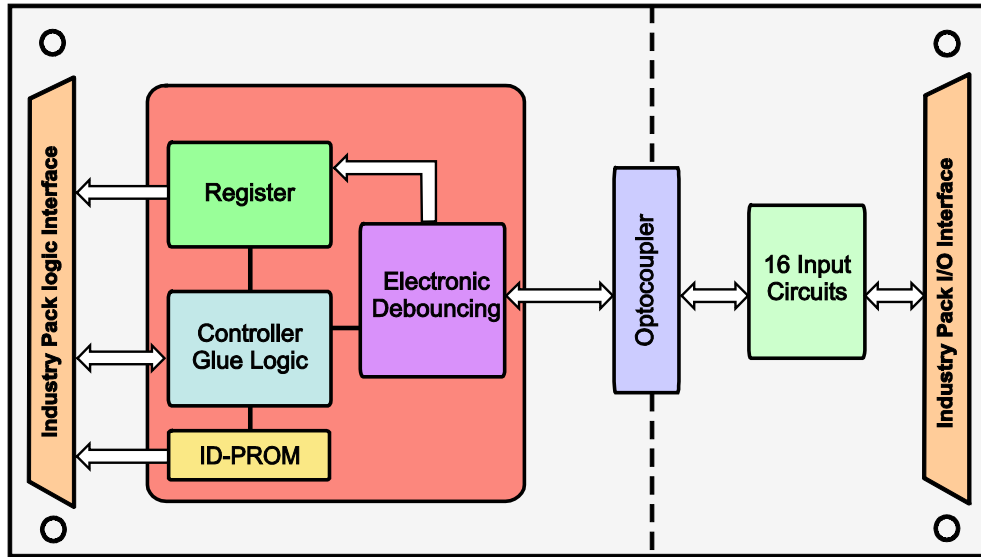 Industry Pack logic Interface
Register
Controller
Glue Logic
ID-PROM
Electronic
Debouncing
Optocoupler
16 Input
Circuits
Industry Pack I/O Interface